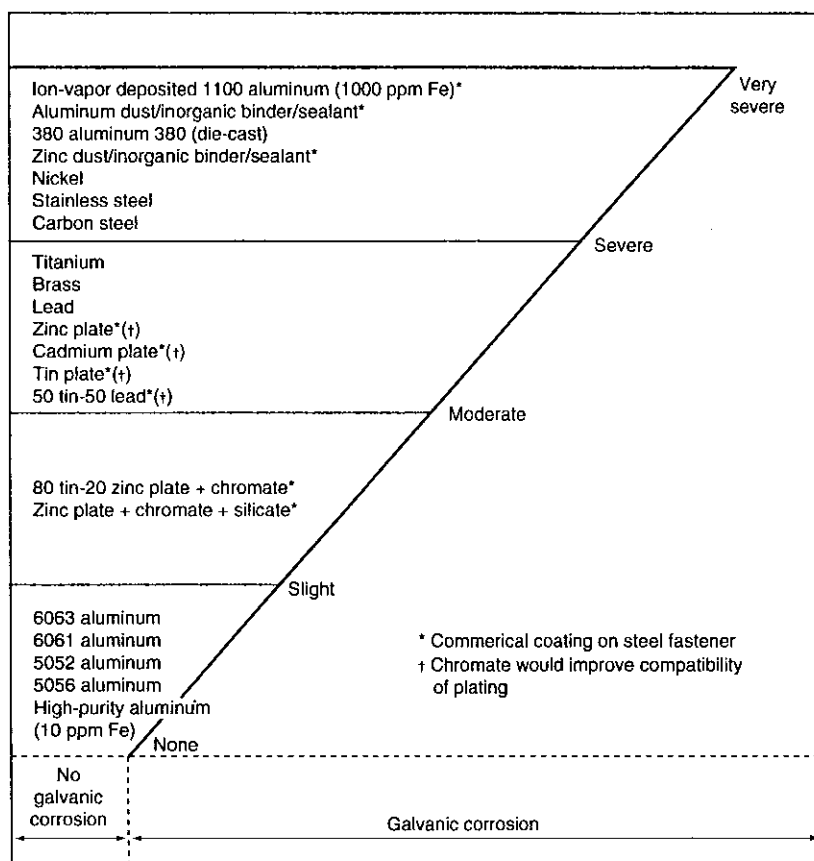 Ion-vapor deposited 1100 aluminum (1000 ppm Fe)*
Aluminum dust/inorganic binder/sealant*
380 aluminum 380 (die-cast)
Zinc dust/inorganic binder/sealant*
Nickel
Stainless steel
Carbon steel
Very
severe
Severe
Titanium
Brass
Lead
Zinc plate*(†)
Cadmium plate*(†)
Tin plate*(†)
50 tin-50 lead*(†)
Moderate
80 tin-20 zinc plate + chromate*
Zinc plate + chromate + silicate*
Slight
6063 aluminum
6061 aluminum
5052 aluminum
5056 aluminum
High-purity aluminum
(10 ppm Fe)
None
* Commerical coating on steel fastener
† Chromate would improve compatibility
of plating
No
galvanic
corrosion
Galvanic corrosion